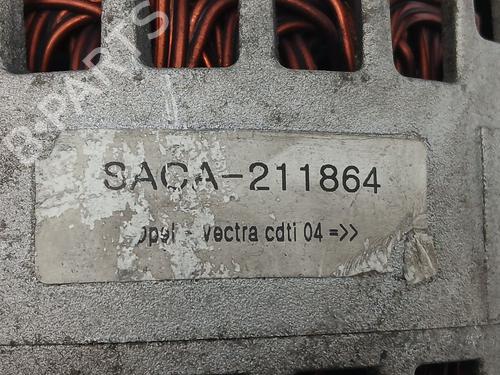 B-PARTS
SACA-211864
opel - vectra cdti 04 =>>